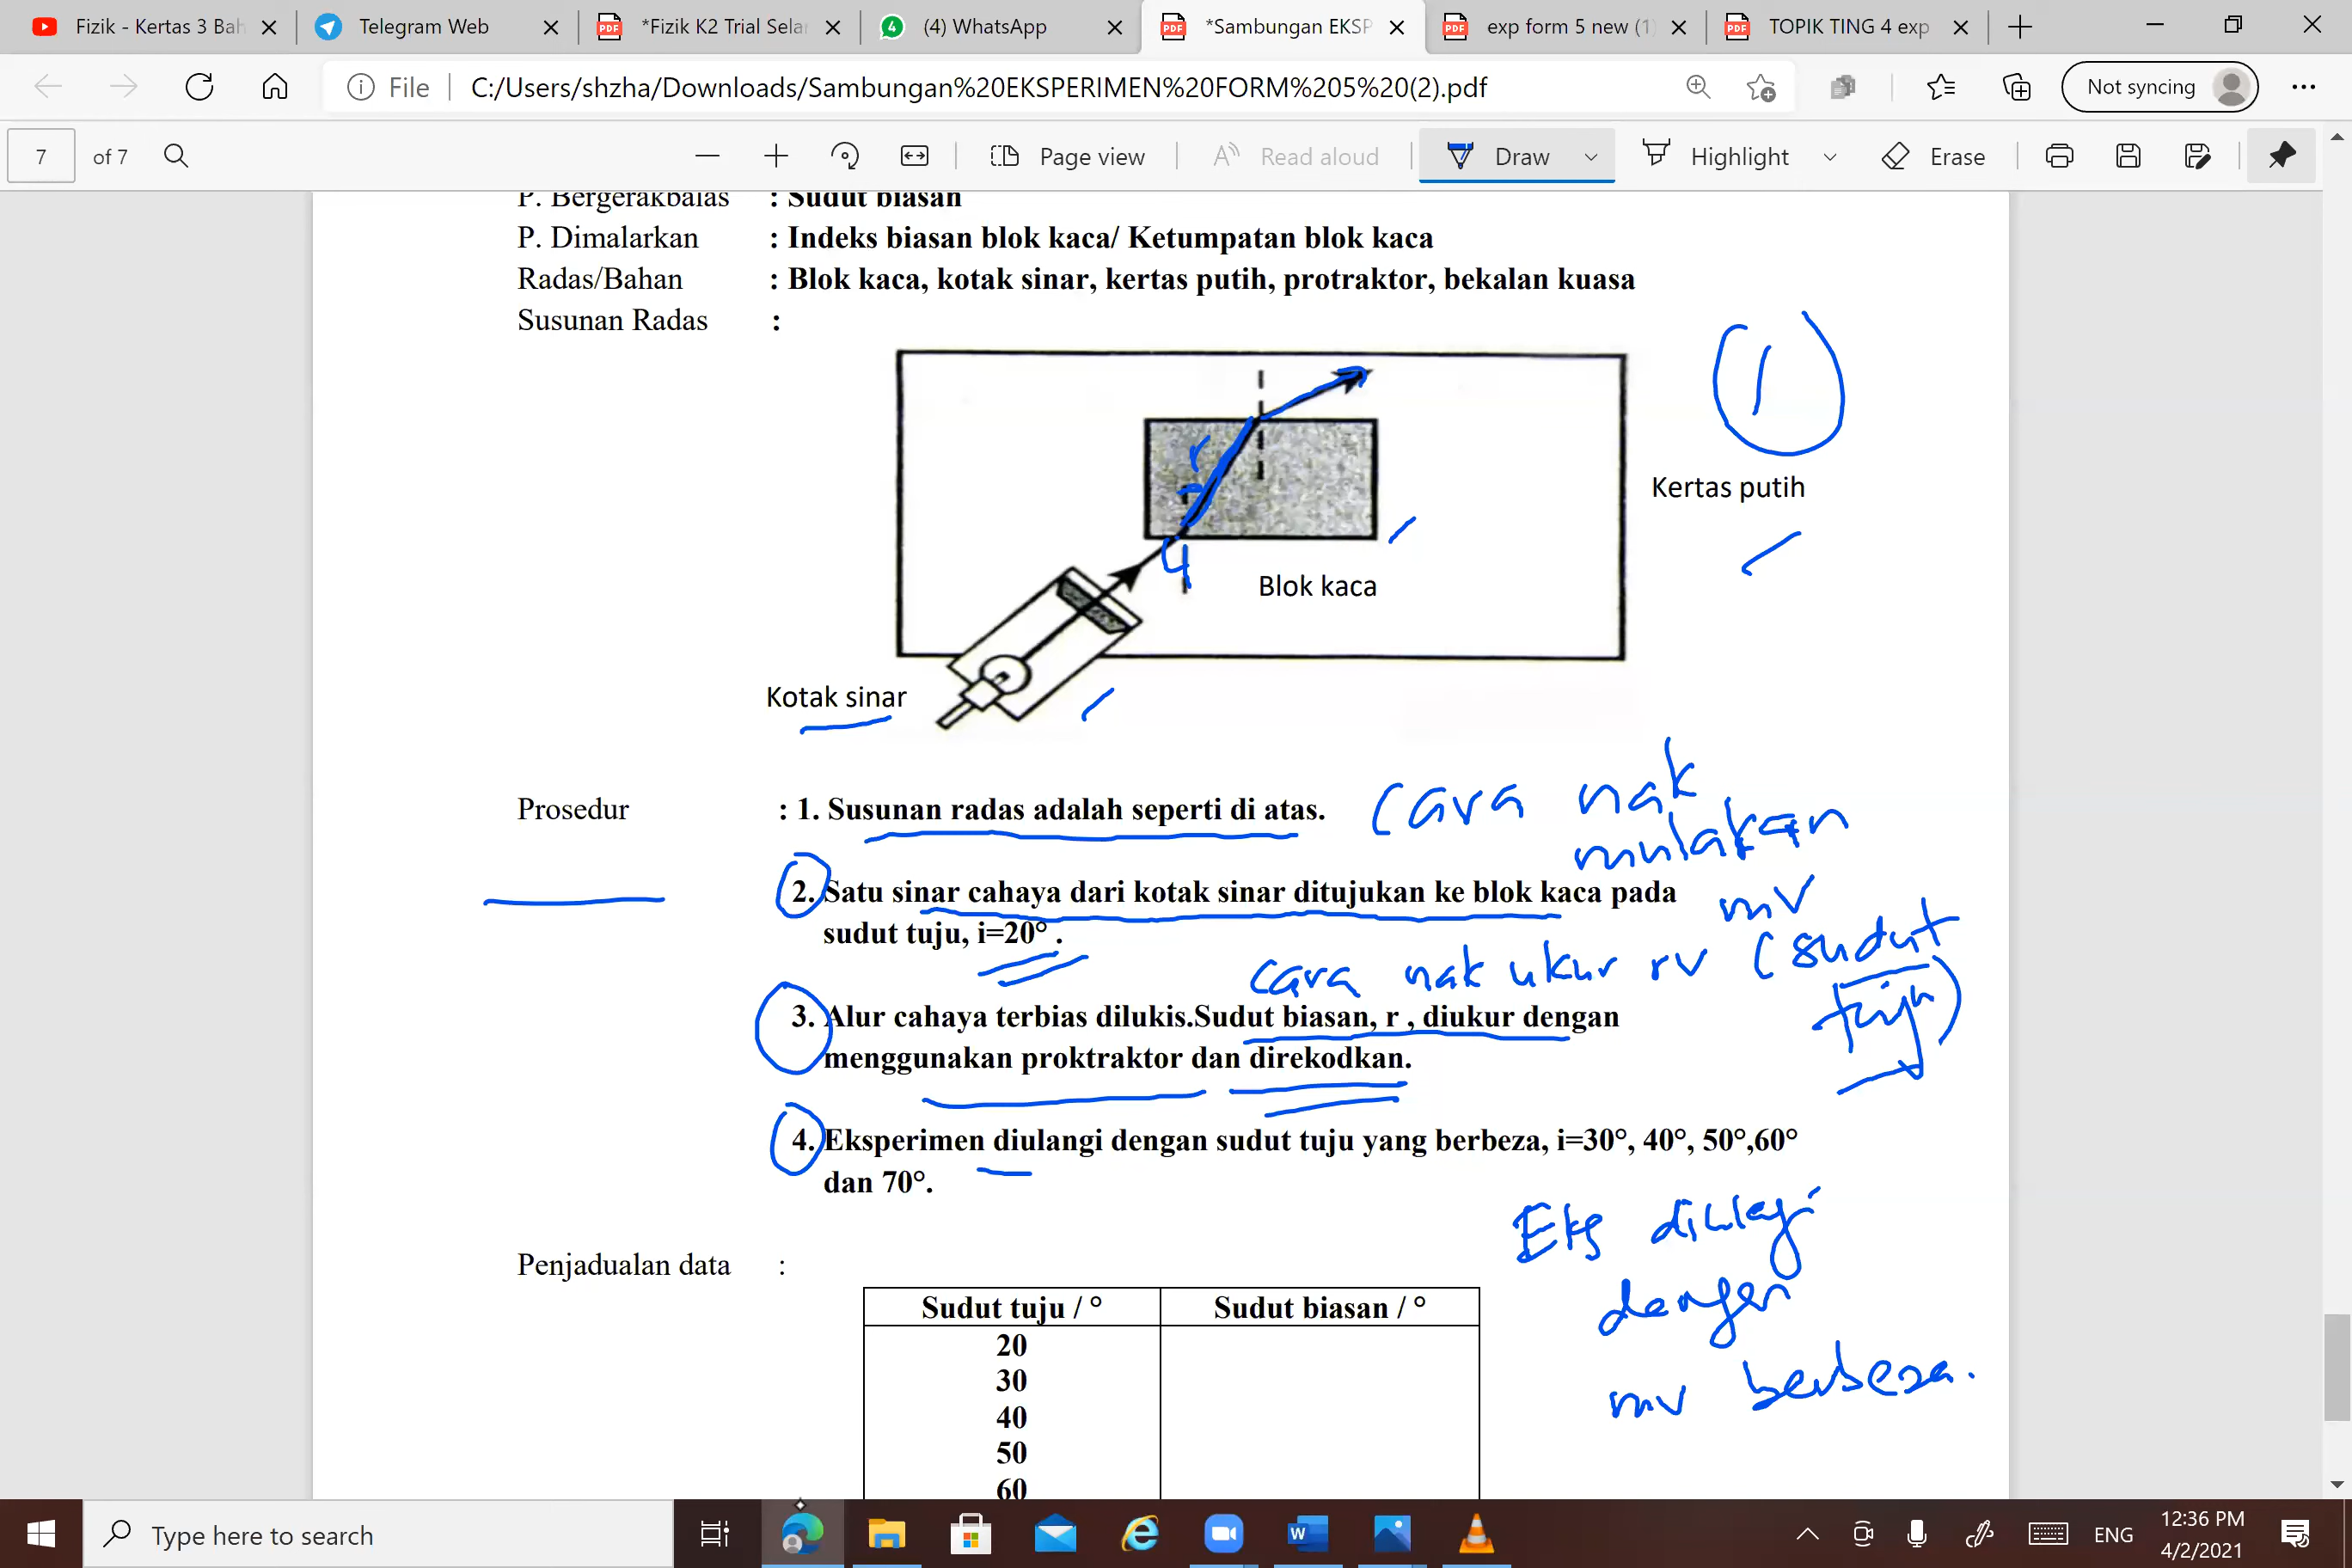 Fizik - Kertas 3 Bah
Telegram Web
*Fizik K2 Trial Sela
4
(4) WhatsApp
*Sambungan EKSP
exp form 5 new (1)
TOPIK TING 4 exp
File
C:/Users/shzha/Downloads/Sambungan%20EKSPERIMEN%20FORM%205%20(2).pdf
Not syncing
7 of 7
Page view
Read aloud
Draw
Highlight
Erase
P. Bergerakbalas : Sudut biasan
P. Dimalarkan : Indeks biasan blok kaca/ Ketumpatan blok kaca
Radas/Bahan : Blok kaca, kotak sinar, kertas putih, protraktor, bekalan kuasa
Susunan Radas :
1
r
Kertas putih
Blok kaca
Kotak sinar
Prosedur : 1. Susunan radas adalah seperti di atas.
cara nak
mulakan
mv
2. Satu sinar cahaya dari kotak sinar ditujukan ke blok kaca pada
sudut tuju, i=20° .
(sudut
tuju)
cara nak ukur rv
3. Alur cahaya terbias dilukis.Sudut biasan, r , diukur dengan
menggunakan proktraktor dan direkodkan.
4. Eksperimen diulangi dengan sudut tuju yang berbeza, i=30°, 40°, 50°,60°
dan 70°.
Eks diulagi
dengan
mv berbeza.
Penjadualan data :
Sudut tuju / ° Sudut biasan / °
20
30
40
50
60
Type here to search
ENG
12:36 PM
4/2/2021